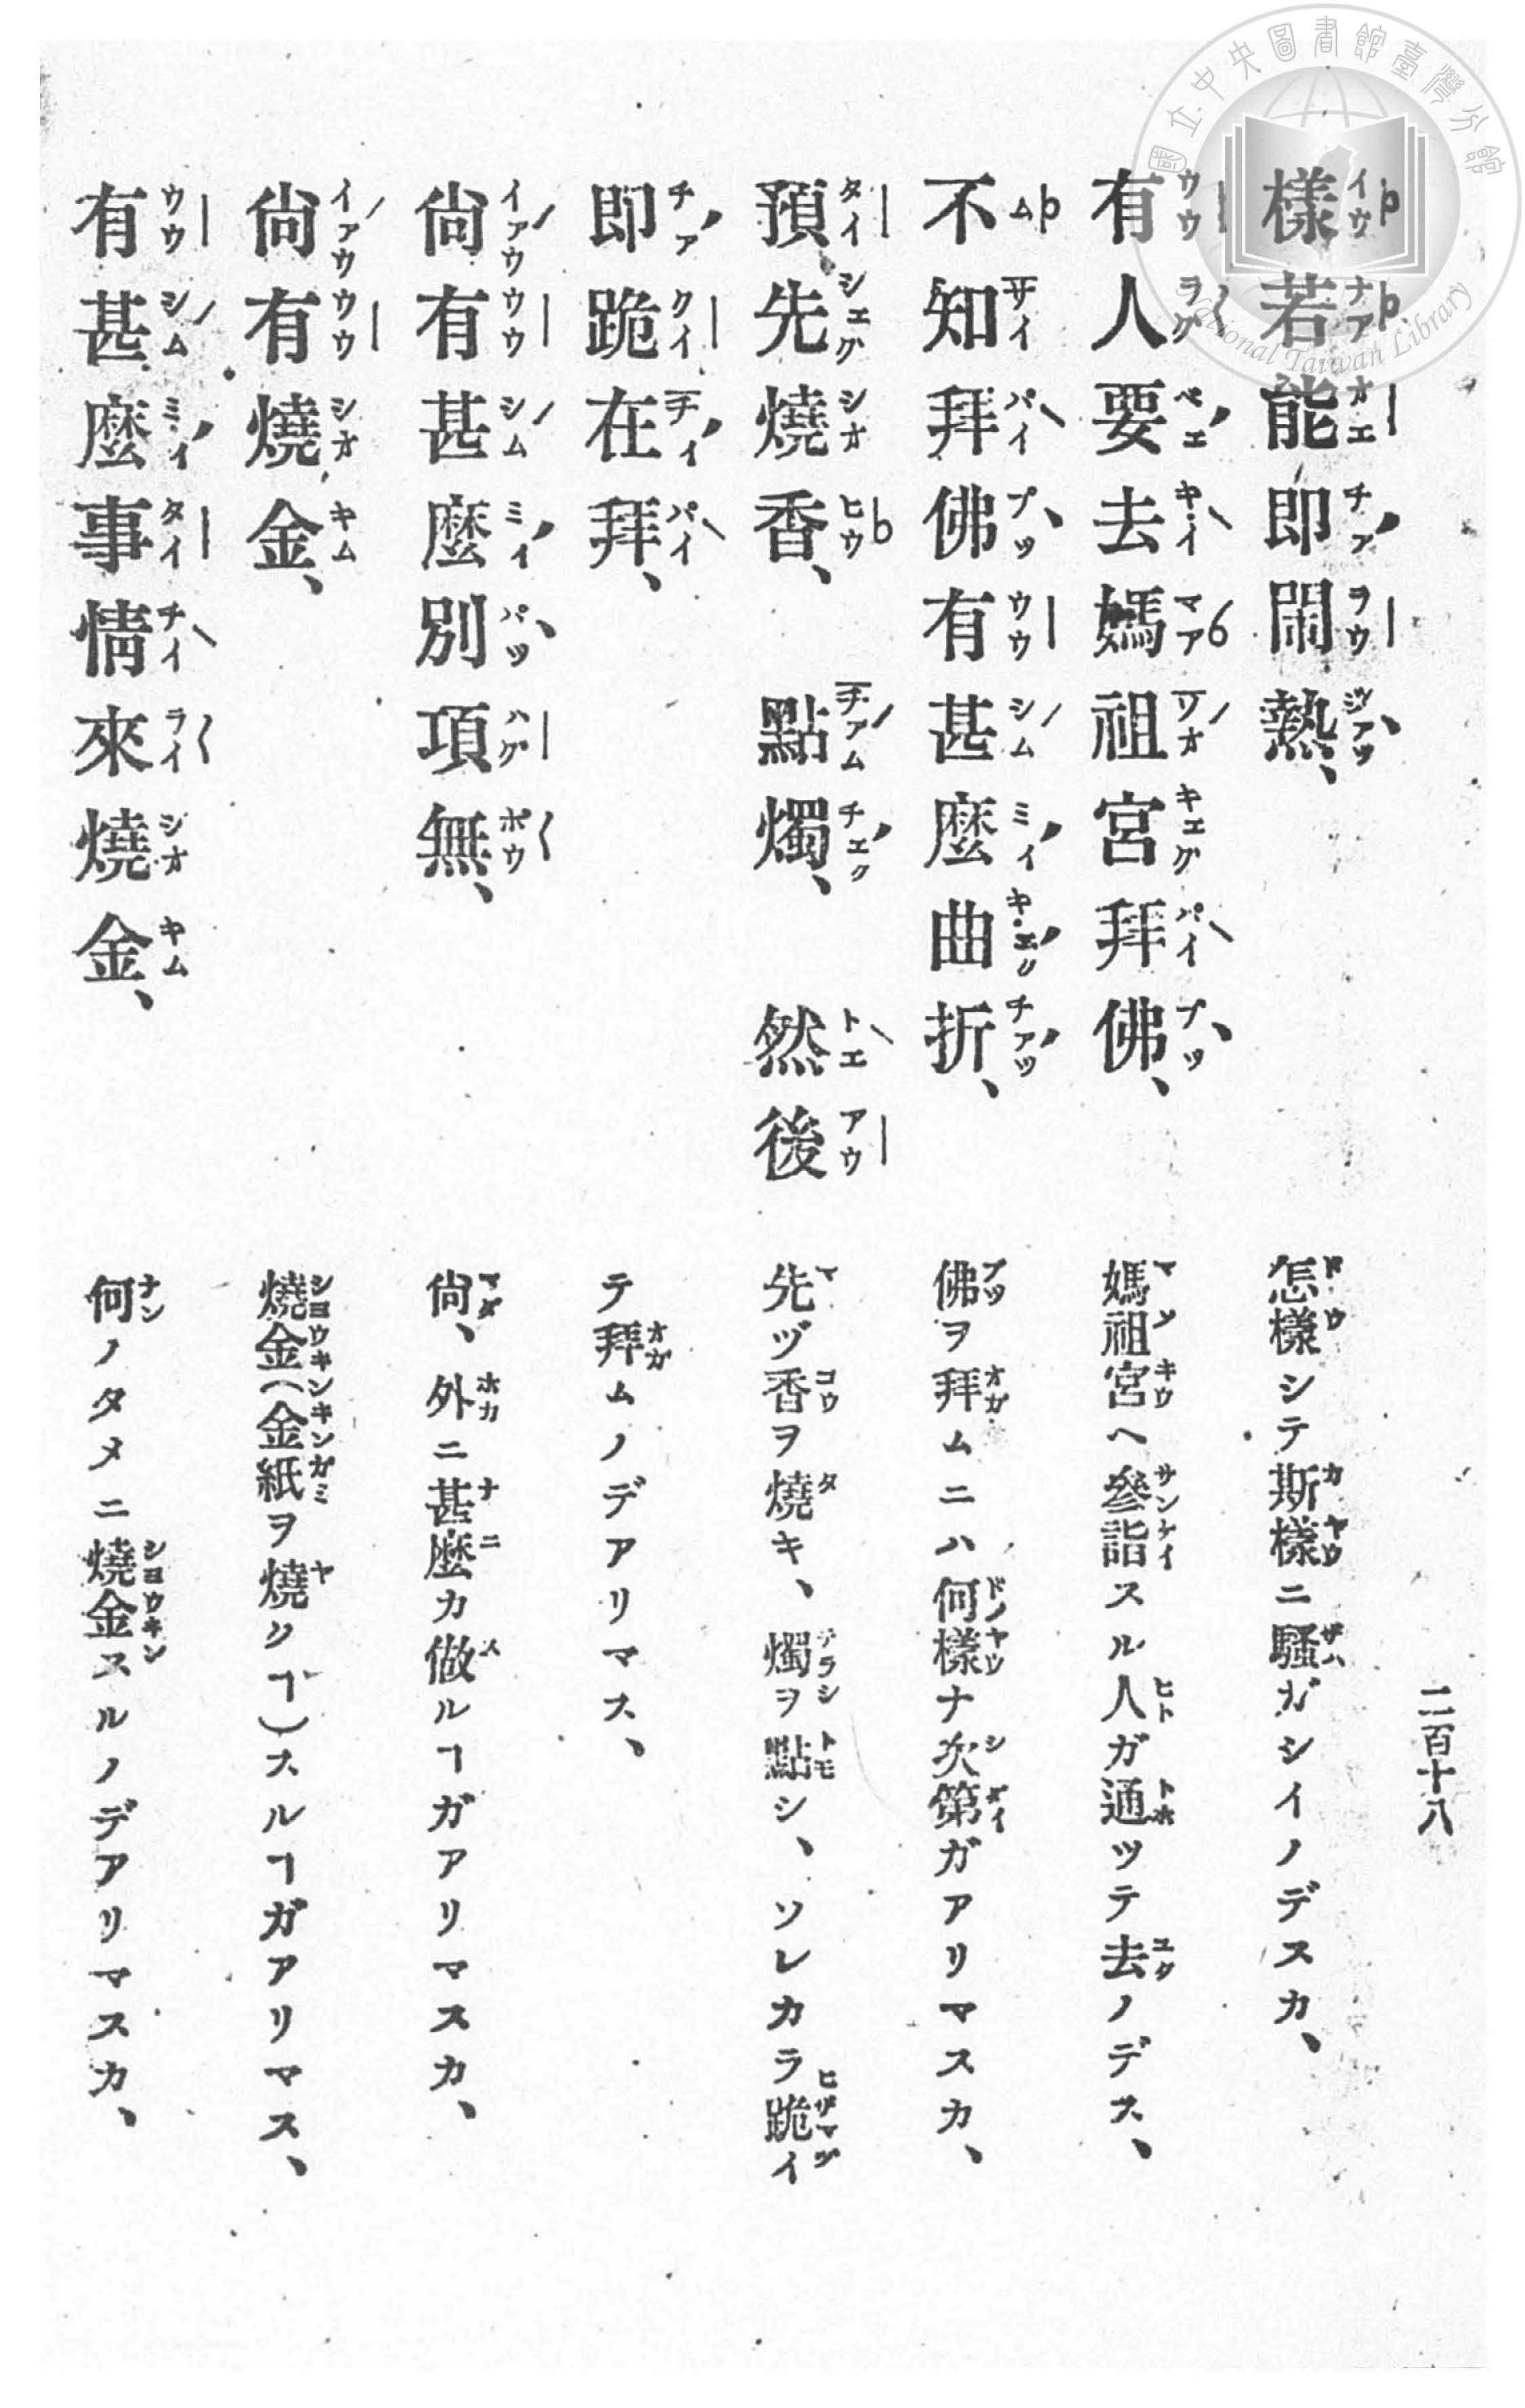 國立中央圖書館臺灣分館
National Taiwan Library
二百十八
樣若能即鬧熱、
怎樣シテ斯樣ニ騷ガシイノデスカ、
有人要去媽祖宮拜佛、
媽祖宮ヘ參詣スル人ガ通ツテ去ノデス、
不知拜佛有甚麼曲折、
佛ヲ拜ムニハ何樣ナ次第ガアリマスカ、
預先燒香、 點燭、 然後
先ヅ香ヲ燒キ、燭ヲ點シ、ソレカラ跪イ
即跪在拜、
テ拜ムノデアリマス、
尙有甚麼別項無、
尙、外ニ甚麼カ做ルヿガアリマスカ、
尙有燒金、
燒金(金紙ヲ燒クヿ)スルヿガアリマス、
有甚麼事情來燒金、
何ノタメニ燒金スルノデアリマスカ、